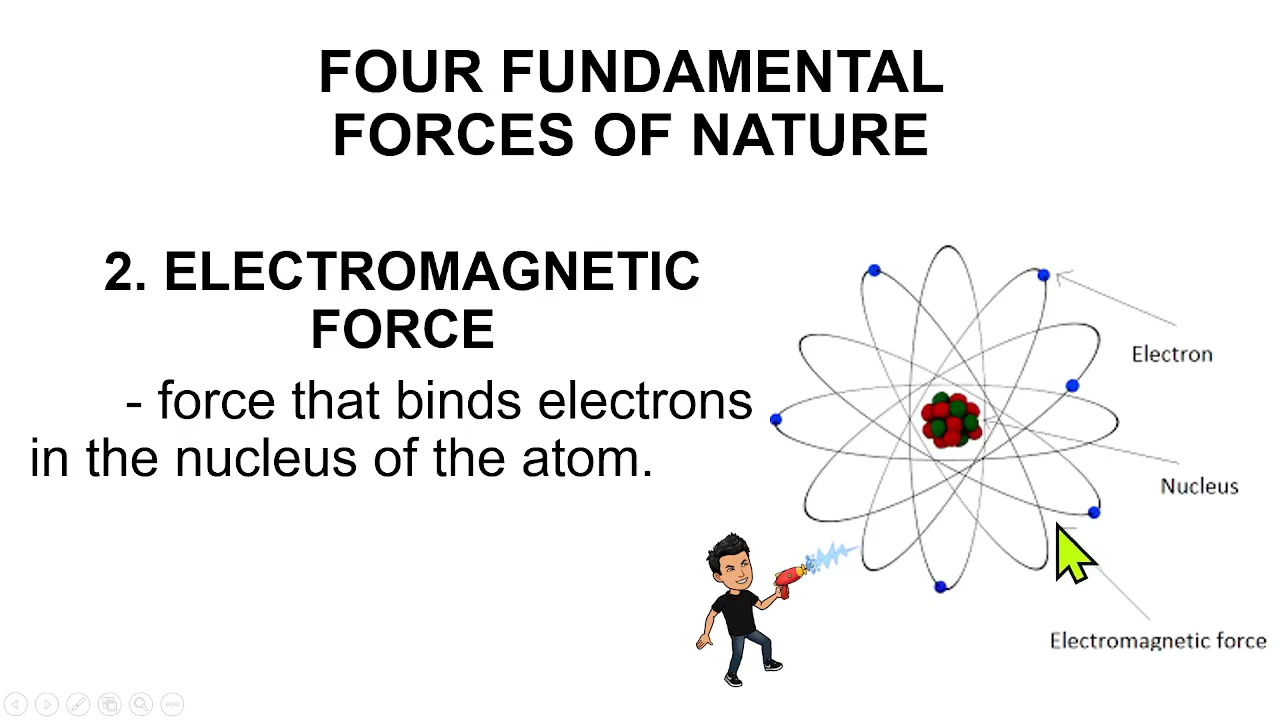 FOUR FUNDAMENTAL
FORCES OF NATURE
2. ELECTROMAGNETIC
FORCE
- force that binds electrons
in the nucleus of the atom.
Electron
Nucleus
Electromagnetic force